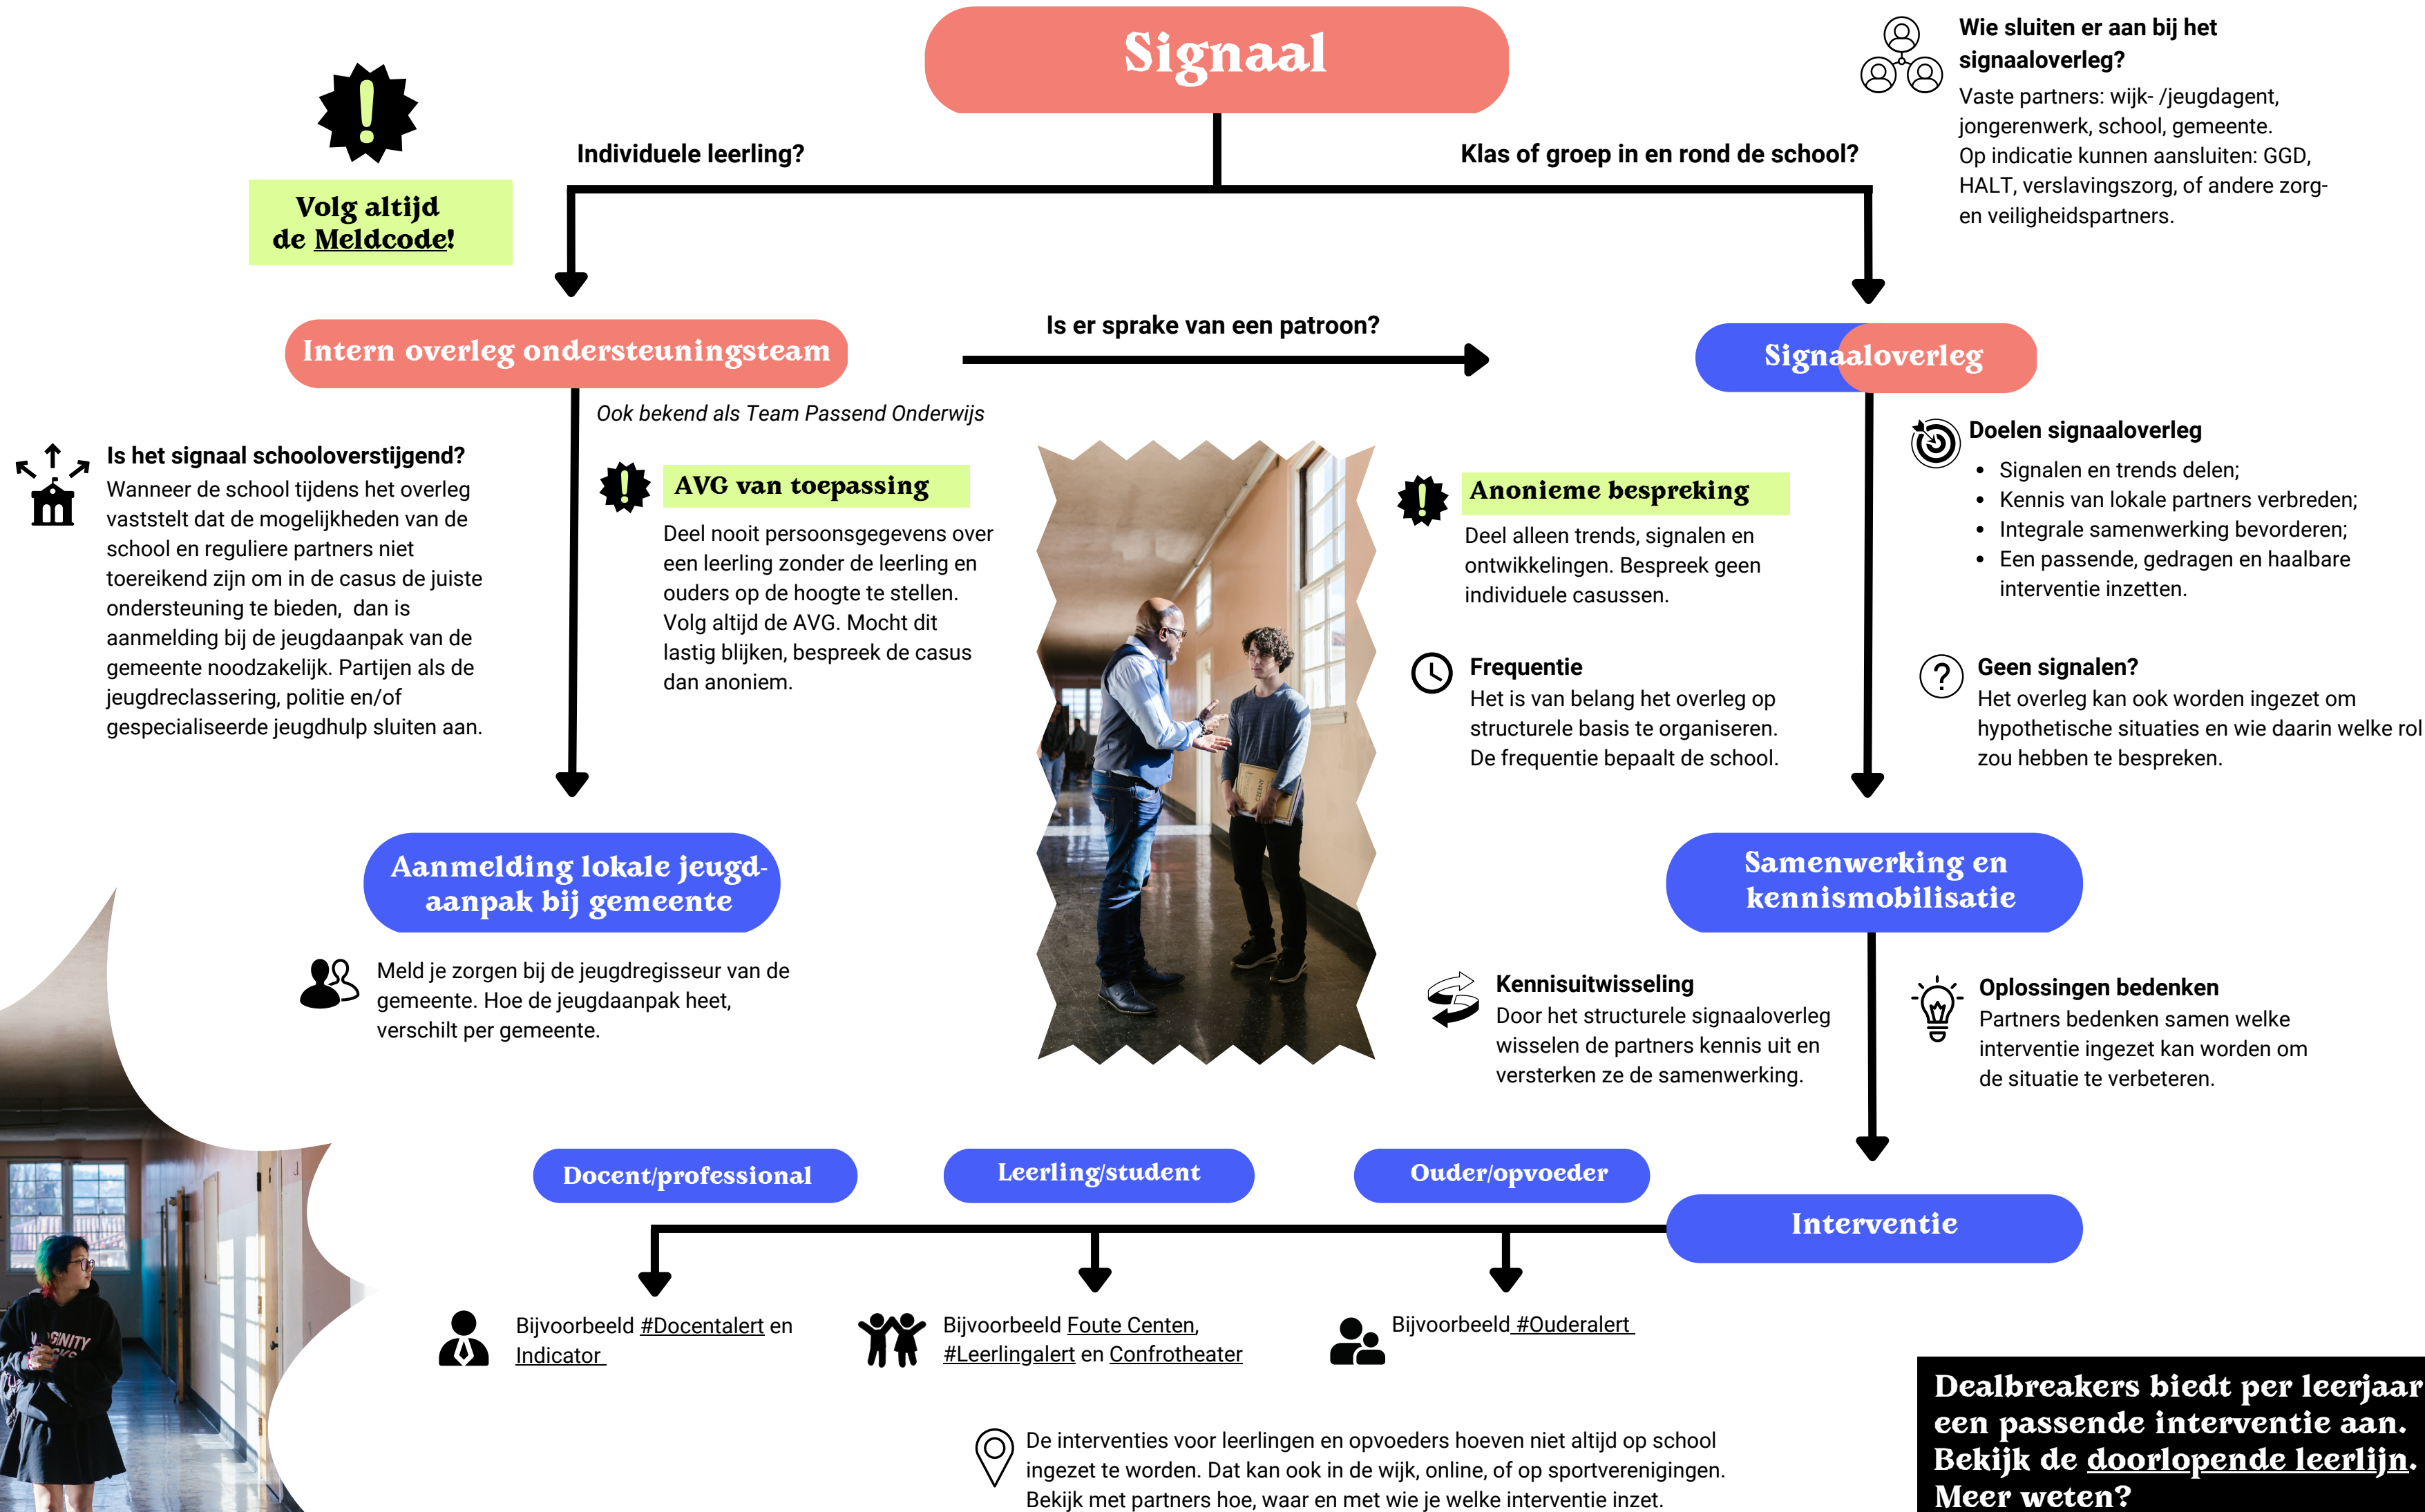 Signaal
Volg altijd
de Meldcode!
Individuele leerling?
Klas of groep in en rond de school?
Wie sluiten er aan bij het
signaaloverleg?
Vaste partners: wijk- /jeugdagent,
jongerenwerk, school, gemeente.
Op indicatie kunnen aansluiten: GGD,
HALT, verslavingszorg, of andere zorg-
en veiligheidspartners.
Intern overleg ondersteuningsteam
Is er sprake van een patroon?
Signaaloverleg
Ook bekend als Team Passend Onderwijs
Is het signaal schooloverstijgend?
Wanneer de school tijdens het overleg
vaststelt dat de mogelijkheden van de
school en reguliere partners niet
toereikend zijn om in de casus de juiste
ondersteuning te bieden, dan is
aanmelding bij de jeugdaanpak van de
gemeente noodzakelijk. Partijen als de
jeugdreclassering, politie en/of
gespecialiseerde jeugdhulp sluiten aan.
AVG van toepassing
Deel nooit persoonsgegevens over
een leerling zonder de leerling en
ouders op de hoogte te stellen.
Volg altijd de AVG. Mocht dit
lastig blijken, bespreek de casus
dan anoniem.
CZERNY
Anonieme bespreking
Deel alleen trends, signalen en
ontwikkelingen. Bespreek geen
individuele casussen.
Frequentie
Het is van belang het overleg op
structurele basis te organiseren.
De frequentie bepaalt de school.
Doelen signaaloverleg
• Signalen en trends delen;
• Kennis van lokale partners verbreden;
• Integrale samenwerking bevorderen;
• Een passende, gedragen en haalbare
interventie inzetten.
Geen signalen?
Het overleg kan ook worden ingezet om
hypothetische situaties en wie daarin welke rol
zou hebben te bespreken.
Aanmelding lokale jeugd-
aanpak bij gemeente
Meld je zorgen bij de jeugdregisseur van de
gemeente. Hoe de jeugdaanpak heet,
verschilt per gemeente.
Samenwerking en
kennismobilisatie
Kennisuitwisseling
Door het structurele signaaloverleg
wisselen de partners kennis uit en
versterken ze de samenwerking.
Oplossingen bedenken
Partners bedenken samen welke
interventie ingezet kan worden om
de situatie te verbeteren.
Docent/professional
Leerling/student
Ouder/opvoeder
Interventie
Bijvoorbeeld #Docentalert en
Indicator
Bijvoorbeeld Foute Centen,
#Leerlingalert en Confrotheater
Bijvoorbeeld #Ouderalert
De interventies voor leerlingen en opvoeders hoeven niet altijd op school
ingezet te worden. Dat kan ook in de wijk, online, of op sportverenigingen.
Bekijk met partners hoe, waar en met wie je welke interventie inzet.
Dealbreakers biedt per leerjaar
een passende interventie aan.
Bekijk de doorlopende leerlijn.
Meer weten?